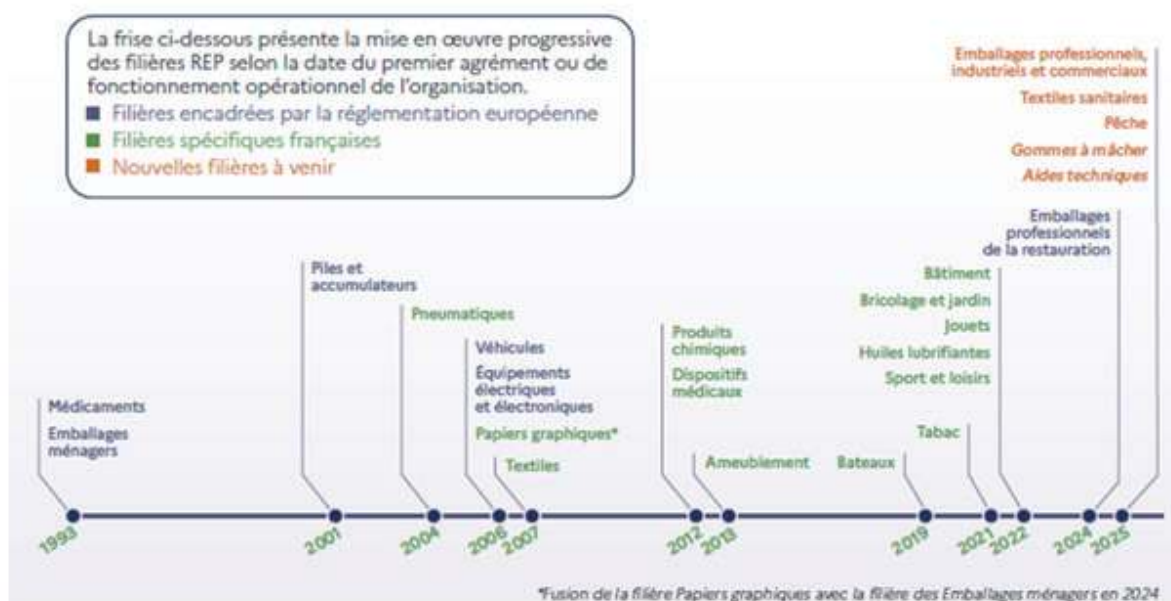 La frise ci-dessous présente la mise en œuvre progressive
des filières REP selon la date du premier agrément ou de
fonctionnement opérationnel de l'organisation.
Filières encadrées par la réglementation européenne
Filières spécifiques françaises
Nouvelles filières à venir
Médicaments
Emballages
ménagers
Piles et
accumulateurs
Pneumatiques
Véhicules
Équipements
électriques
et électroniques
Papiers graphiques*
Textiles
Produits
chimiques
Dispositifs
médicaux
Ameublement
Bateaux
Tabac
Bâtiment
Bricolage et jardin
Jouets
Huiles lubrifiantes
Sport et loisirs
Emballages
professionnels
de la restauration
Emballages professionnels,
industriels et commerciaux
Textiles sanitaires
Pêche
Gommes à mâcher
Aides techniques
1993
2001
2004
2006
2007
2012
2013
2019
2021
2022
2024
2025
*Fusion de la filière Papiers graphiques avec la filière des Emballages ménagers en 2024